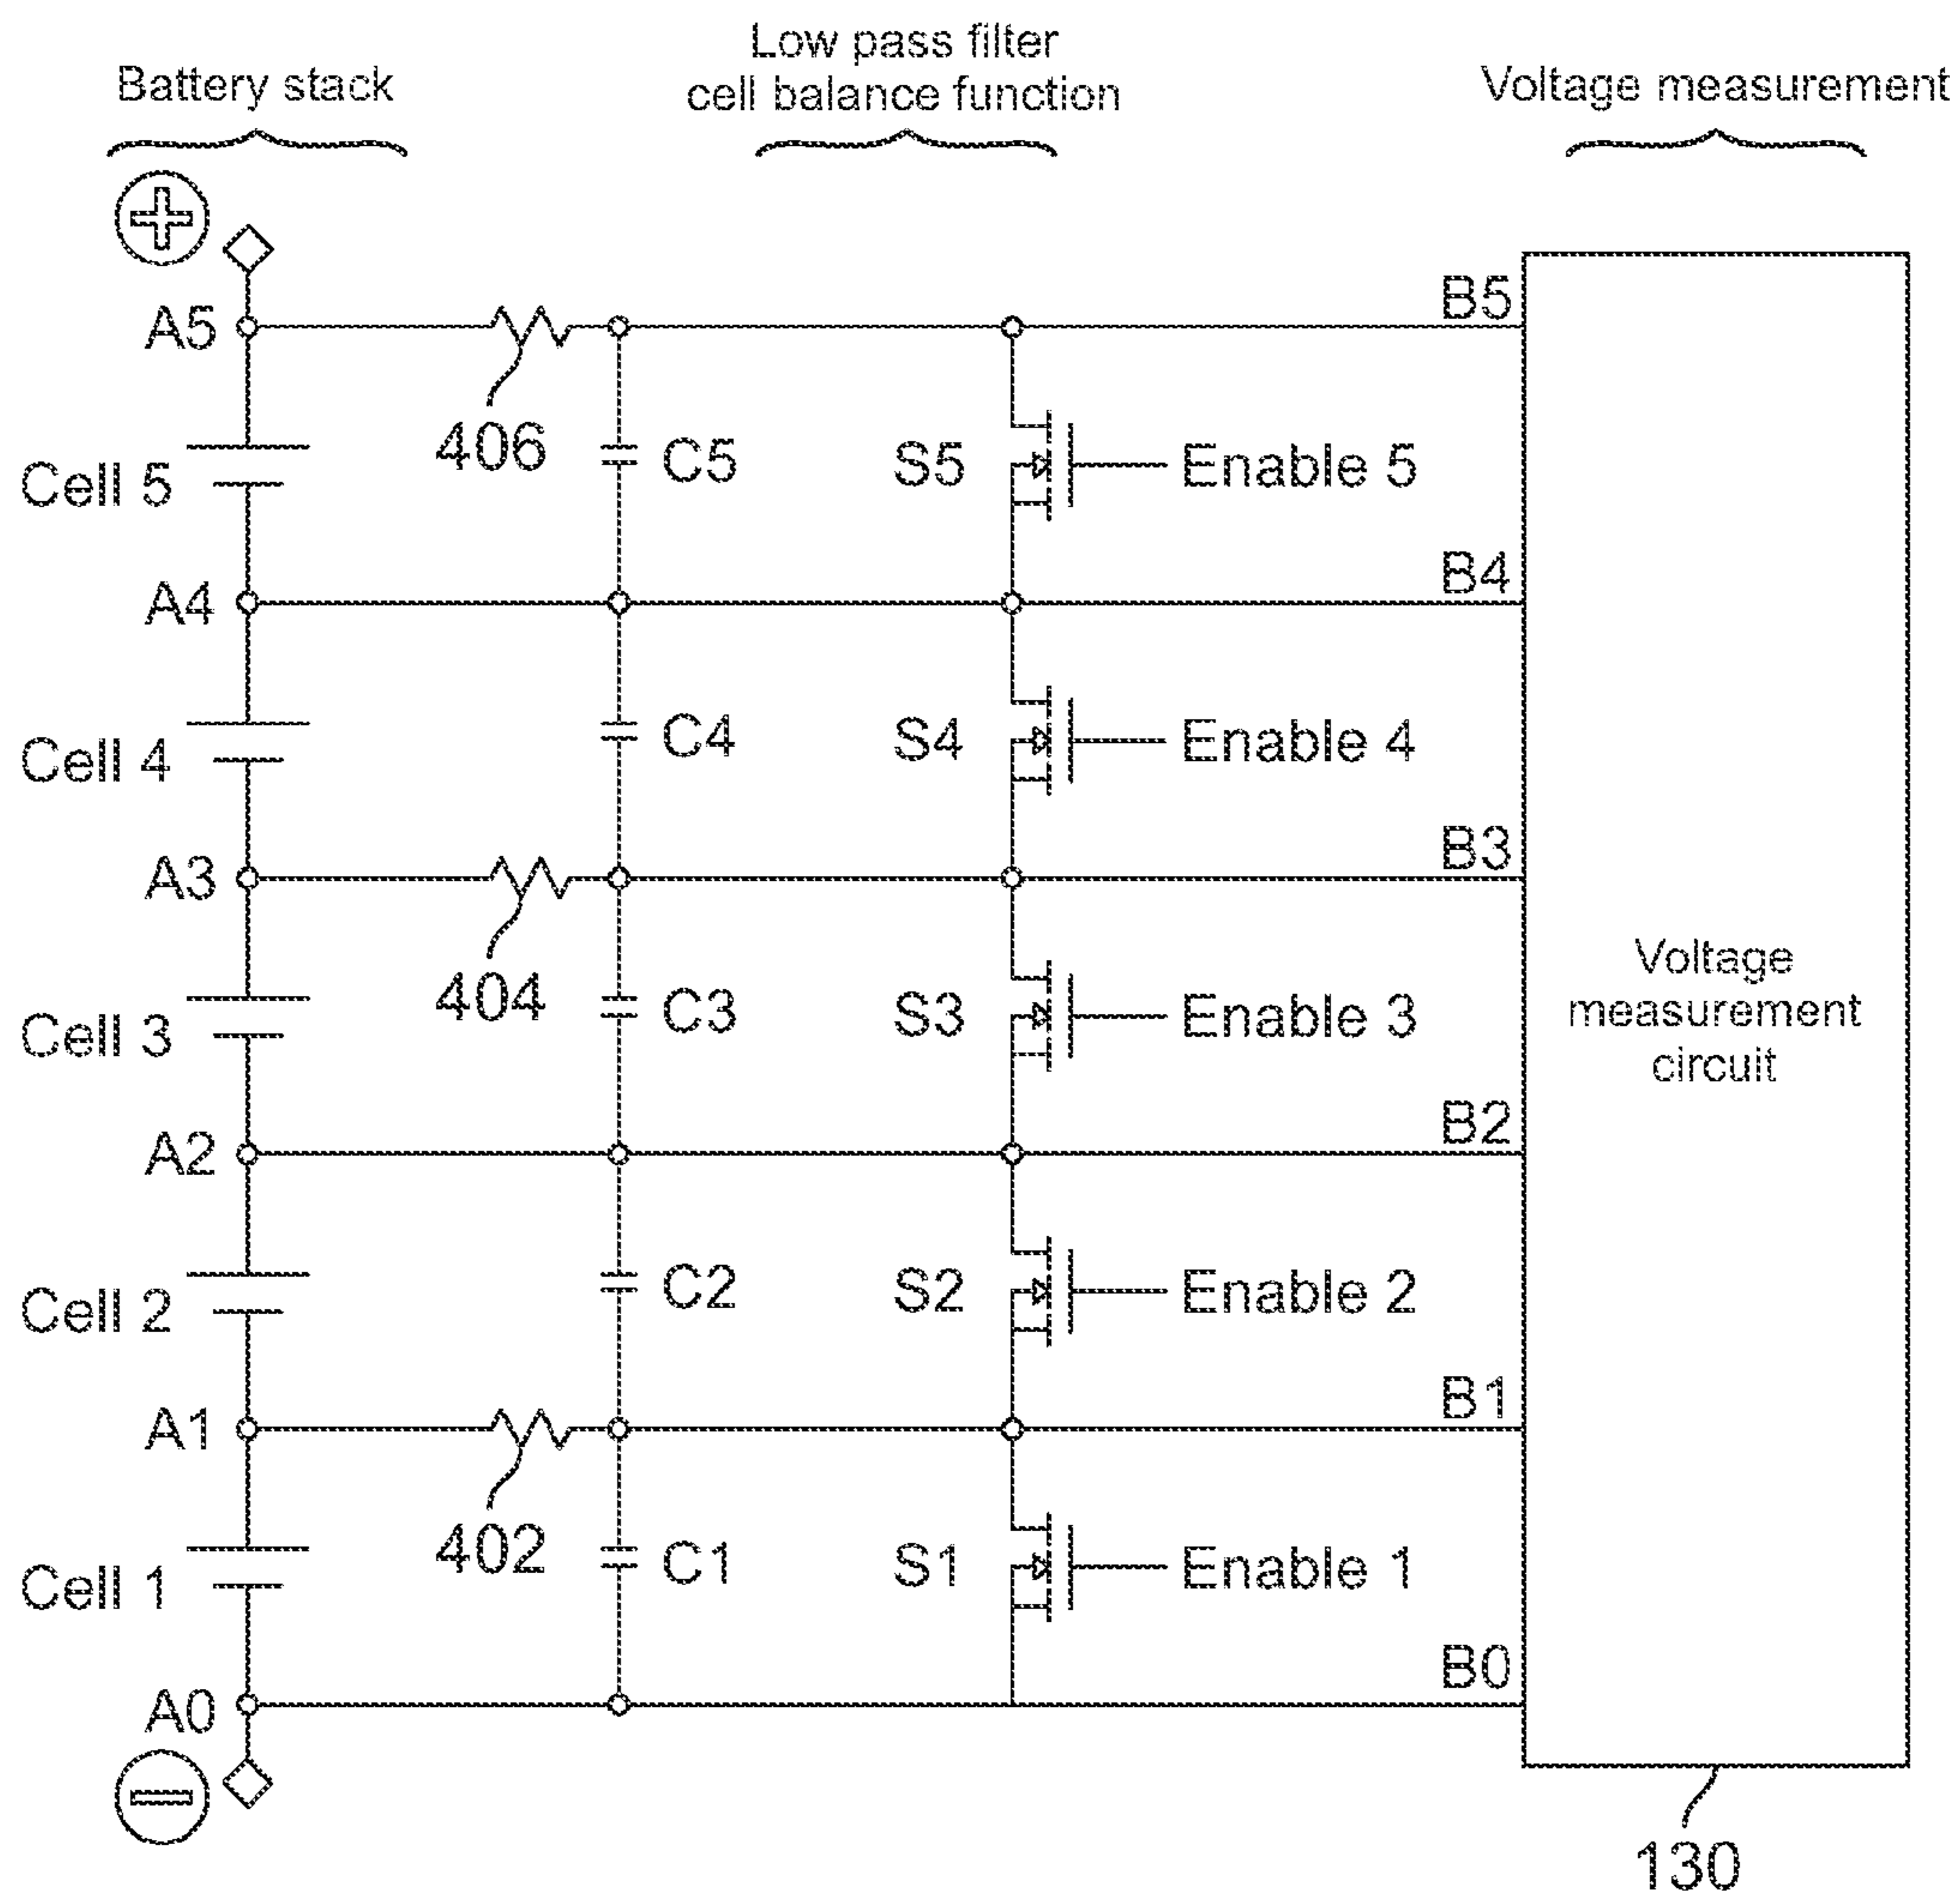 Low pass filter
Battery stack
cell balance function
Voltage measurement
A5
B5
406
C5
S5
Enable 5
Cell 5
A4
B4
Cell 4
C4
S4
Enable 4
A3
B3
404
Cell 3
C3
S3
Enable 3
Voltage
measurement
circuit
A2
B2
Cell 2
C2
S2
Enable 2
A1
B1
402
Cell 1
C1
S1
Enable 1
A0
B0
130